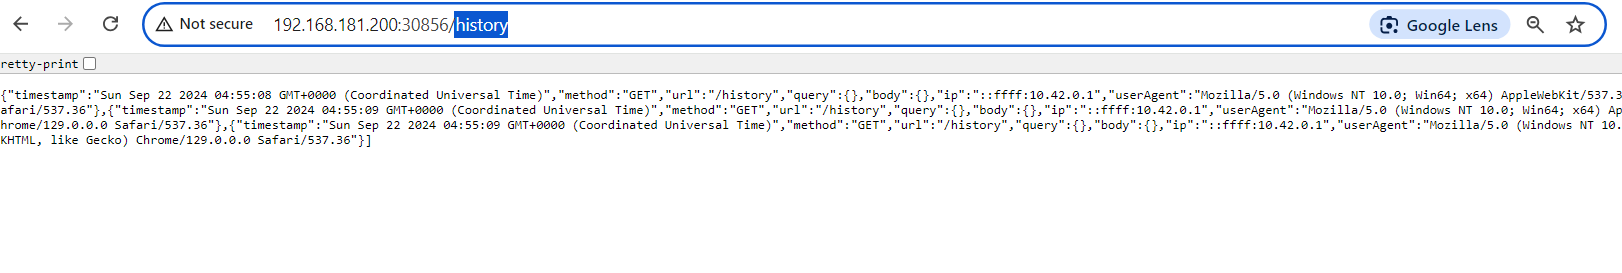 Not secure 192.168.181.200:30856/history Google Lens
retty-print
{"timestamp":"Sun Sep 22 2024 04:55:08 GMT+0000 (Coordinated Universal Time)","method":"GET","url":"/history","query":{},"body":{},"ip":"::ffff:10.42.0.1","userAgent":"Mozilla/5.0 (Windows NT 10.0; Win64; x64) AppleWebKit/537.3
afari/537.36"},{"timestamp":"Sun Sep 22 2024 04:55:09 GMT+0000 (Coordinated Universal Time)","method":"GET","url":"/history","query":{},"body":{},"ip":"::ffff:10.42.0.1","userAgent":"Mozilla/5.0 (Windows NT 10.0; Win64; x64) Ap
hrome/129.0.0.0 Safari/537.36"},{"timestamp":"Sun Sep 22 2024 04:55:09 GMT+0000 (Coordinated Universal Time)","method":"GET","url":"/history","query":{},"body":{},"ip":"::ffff:10.42.0.1","userAgent":"Mozilla/5.0 (Windows NT 10.
KHTML, like Gecko) Chrome/129.0.0.0 Safari/537.36"}]